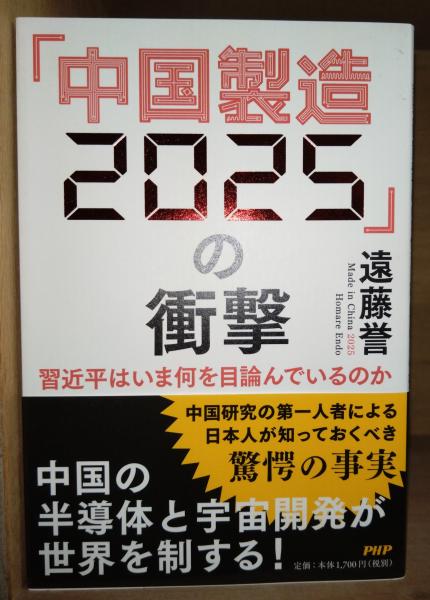 「中国製造
2025」
の
衝撃
遠藤誉
Made in China 2025
Homare Endo
習近平はいま何を目論んでいるのか
中国研究の第一人者による
日本人が知っておくべき
驚愕の事実
中国の
半導体と宇宙開発が
世界を制する!
PHP
定価:本体1,700円(税別)